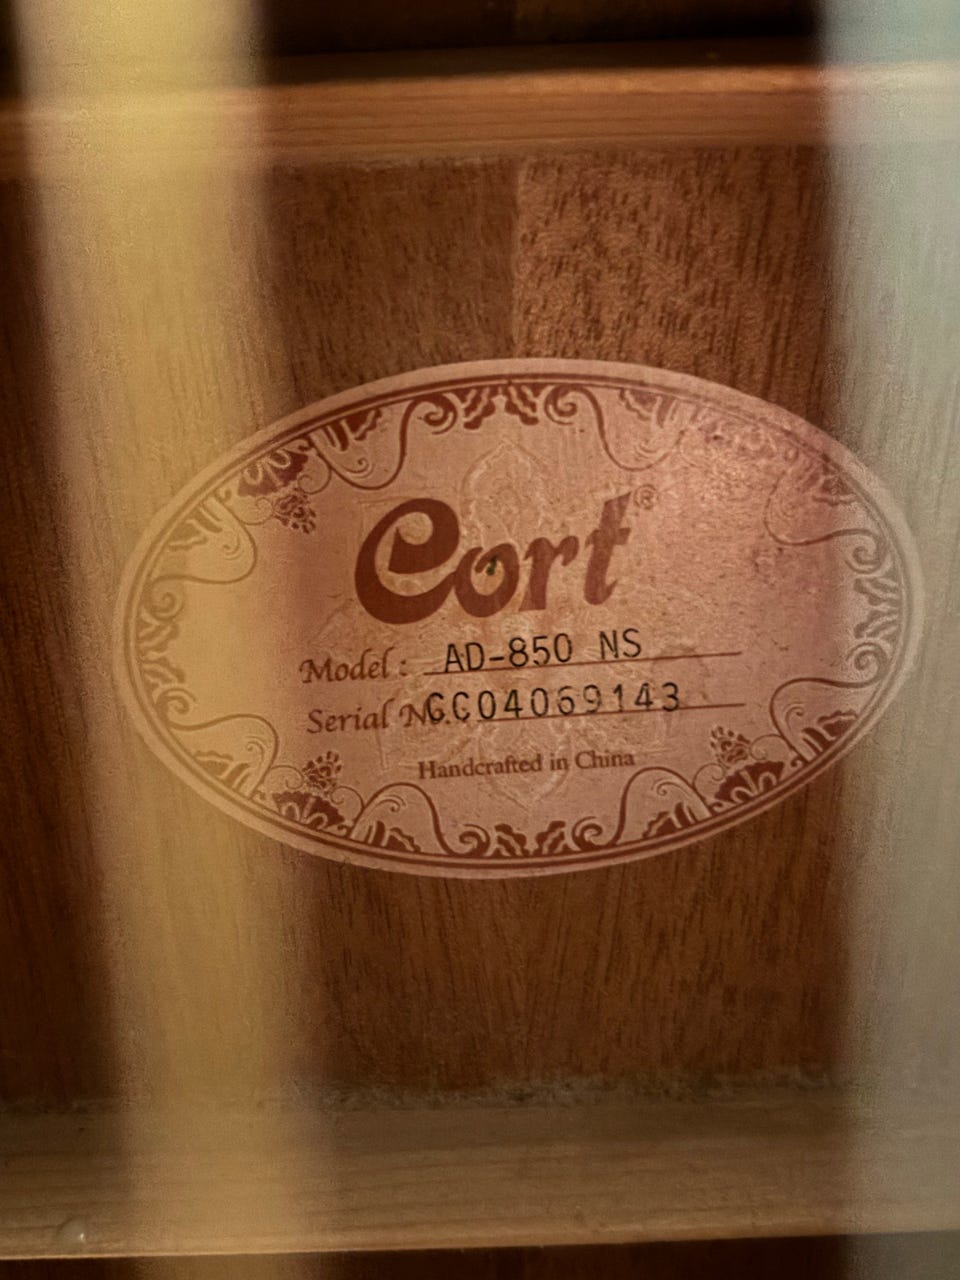 Cort®
Model : AD-850 NS
Serial No. GC04069143
Handcrafted in China